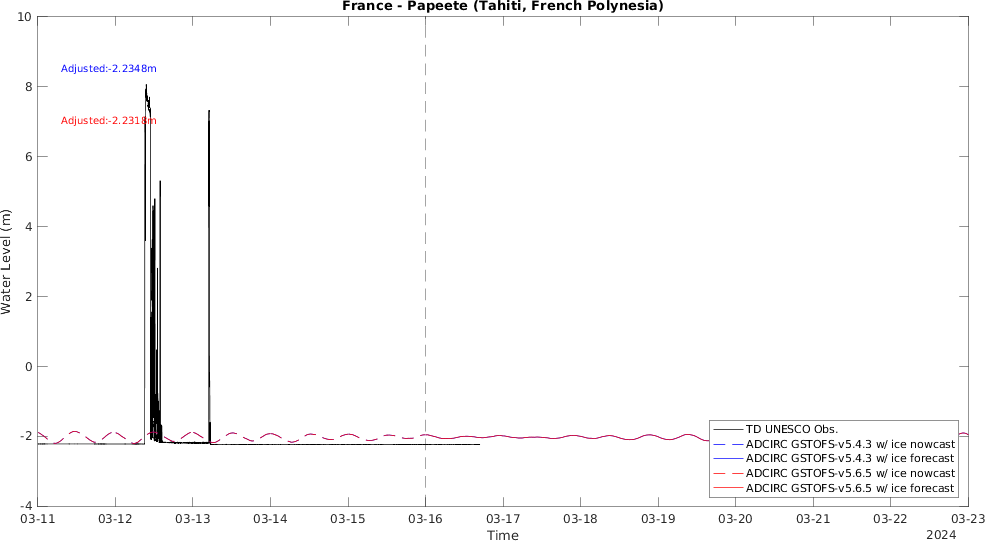 France - Papeete (Tahiti, French Polynesia)
10
8
6
4
2
0
-2
-4
Water Level (m)
Adjusted:-2.2348m
Adjusted:-2.2318m
TD UNESCO Obs.
ADCIRC GSTOFS-v5.4.3 w/ ice nowcast
ADCIRC GSTOFS-v5.4.3 w/ ice forecast
ADCIRC GSTOFS-v5.6.5 w/ ice nowcast
ADCIRC GSTOFS-v5.6.5 w/ ice forecast
03-11 03-12 03-13 03-14 03-15 03-16 03-17 03-18 03-19 03-20 03-21 03-22 03-23
Time
2024